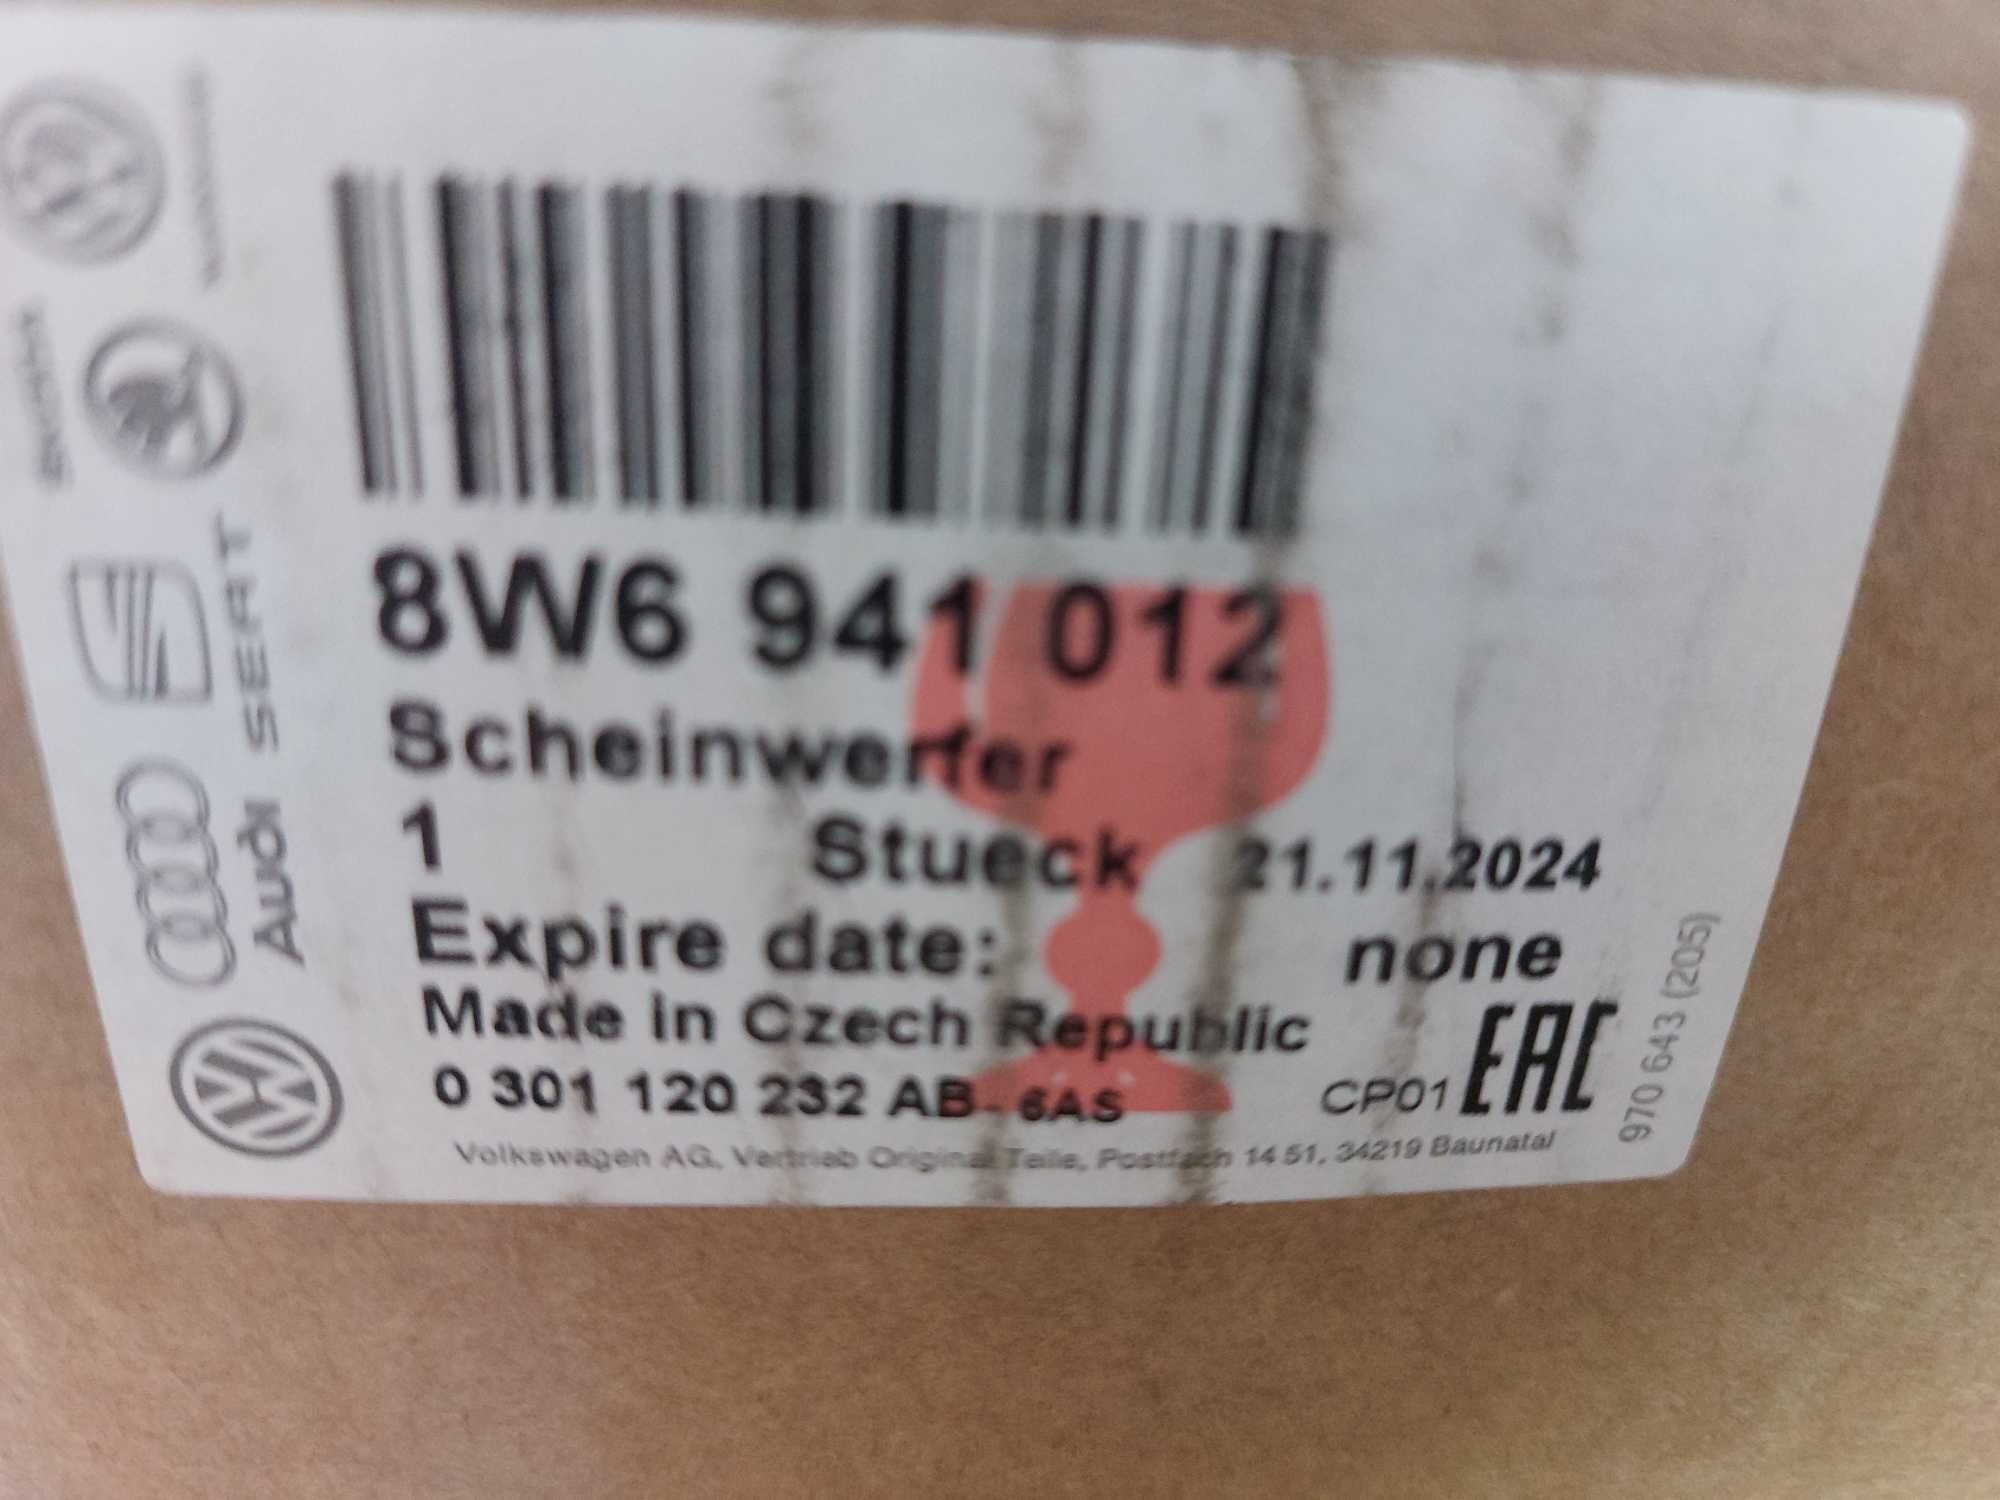 8W6 941 012
Scheinwerfer
1 Stueck 21.11.2024
Expire date: none
Made in Czech Republic
0 301 120 232 AB 6AS CP01 EAC
Volkswagen AG, Vertrieb Original Teile, Postfach 14 51, 34219 Baunatal
970 643 (205)
Audi SEAT